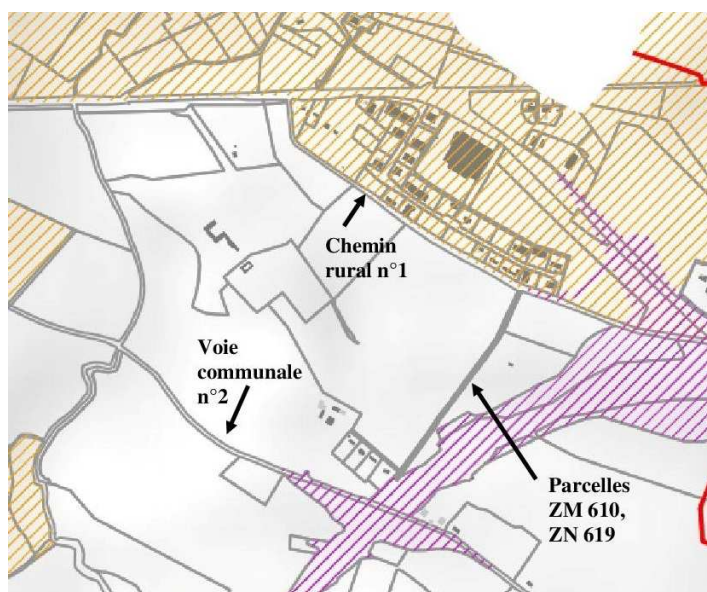 Chemin
rural n°1
Voie
communale
n°2
Parcelles
ZM 610,
ZN 619